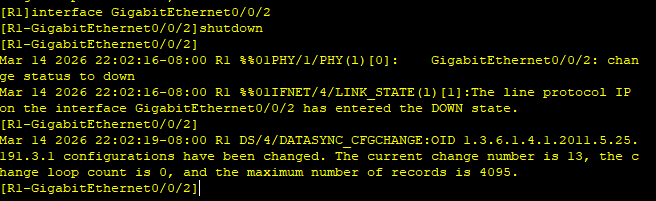 [R1]interface GigabitEthernet0/0/2
[R1-GigabitEthernet0/0/2]shutdown
[R1-GigabitEthernet0/0/2]
Mar 14 2026 22:02:16-08:00 R1 %%01PHY/1/PHY(1)[0]:    GigabitEthernet0/0/2: chan
ge status to down
Mar 14 2026 22:02:16-08:00 R1 %%01IFNET/4/LINK_STATE(1)[1]:The line protocol IP
on the interface GigabitEthernet0/0/2 has entered the DOWN state.
[R1-GigabitEthernet0/0/2]
Mar 14 2026 22:02:19-08:00 R1 DS/4/DATASYNC_CFGCHANGE:OID 1.3.6.1.4.1.2011.5.25.
191.3.1 configurations have been changed. The current change number is 13, the c
hange loop count is 0, and the maximum number of records is 4095.
[R1-GigabitEthernet0/0/2]